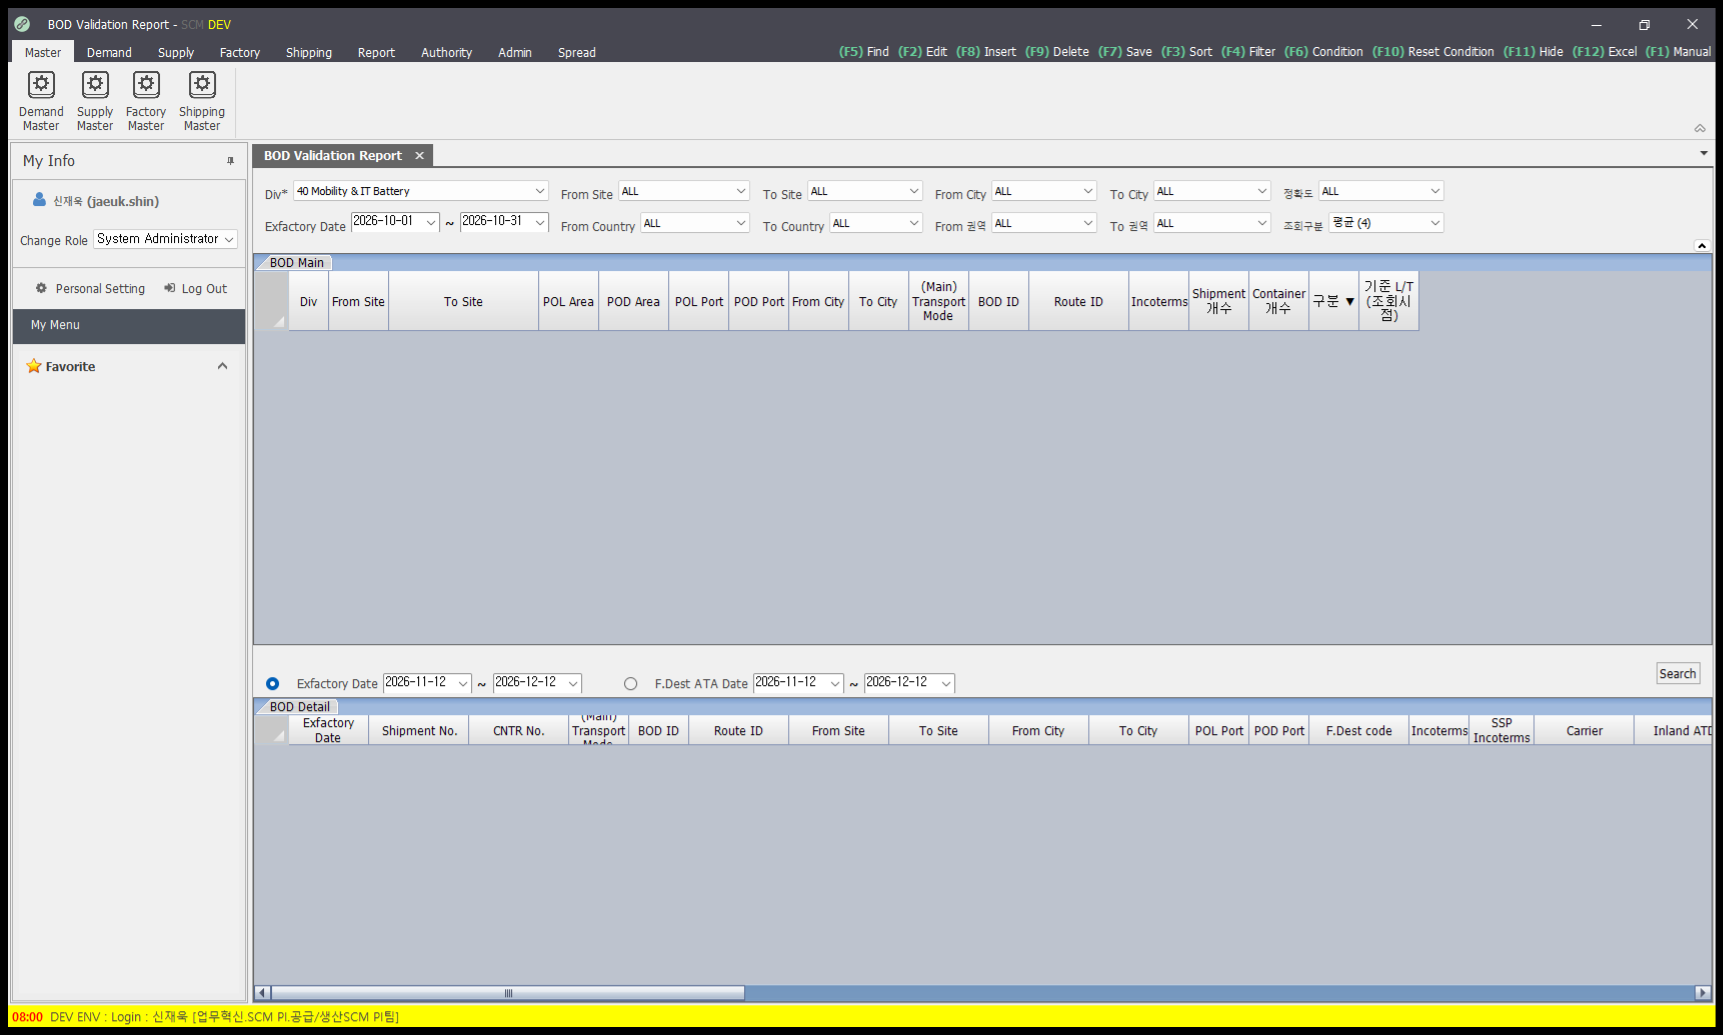 BOD Validation Report - SCM DEV
Master Demand Supply Factory Shipping Report Authority Admin Spread (F5) Find (F2) Edit (F8) Insert (F9) Delete (F7) Save (F3) Sort (F4) Filter (F6) Condition (F10) Reset Condition (F11) Hide (F12) Excel (F1) Manual
Demand Master Supply Master Factory Master Shipping Master
My Info
신재욱 (jaeuk.shin)
Change Role System Administrator
Personal Setting Log Out
My Menu
Favorite
BOD Validation Report
Div* 40 Mobility & IT Battery From Site ALL To Site ALL From City ALL To City ALL 정확도 ALL
Exfactory Date 2026-10-01 ~ 2026-10-31 From Country ALL To Country ALL From 권역 ALL To 권역 ALL 조회구분 평균 (4)
BOD Main
Div From Site To Site POL Area POD Area POL Port POD Port From City To City (Main) Transport Mode BOD ID Route ID Incoterms Shipment 개수 Container 개수 구분 ▼ 기준 L/T (조회시점)
Search
Exfactory Date 2026-11-12 ~ 2026-12-12 F.Dest ATA Date 2026-11-12 ~ 2026-12-12
BOD Detail
Exfactory Date Shipment No. CNTR No. (Main) Transport Mode BOD ID Route ID From Site To Site From City To City POL Port POD Port F.Dest code Incoterms SSP Incoterms Carrier Inland ATD
08:00 DEV ENV : Login : 신재욱 [업무혁신.SCM PI.공급/생산SCM PI팀]